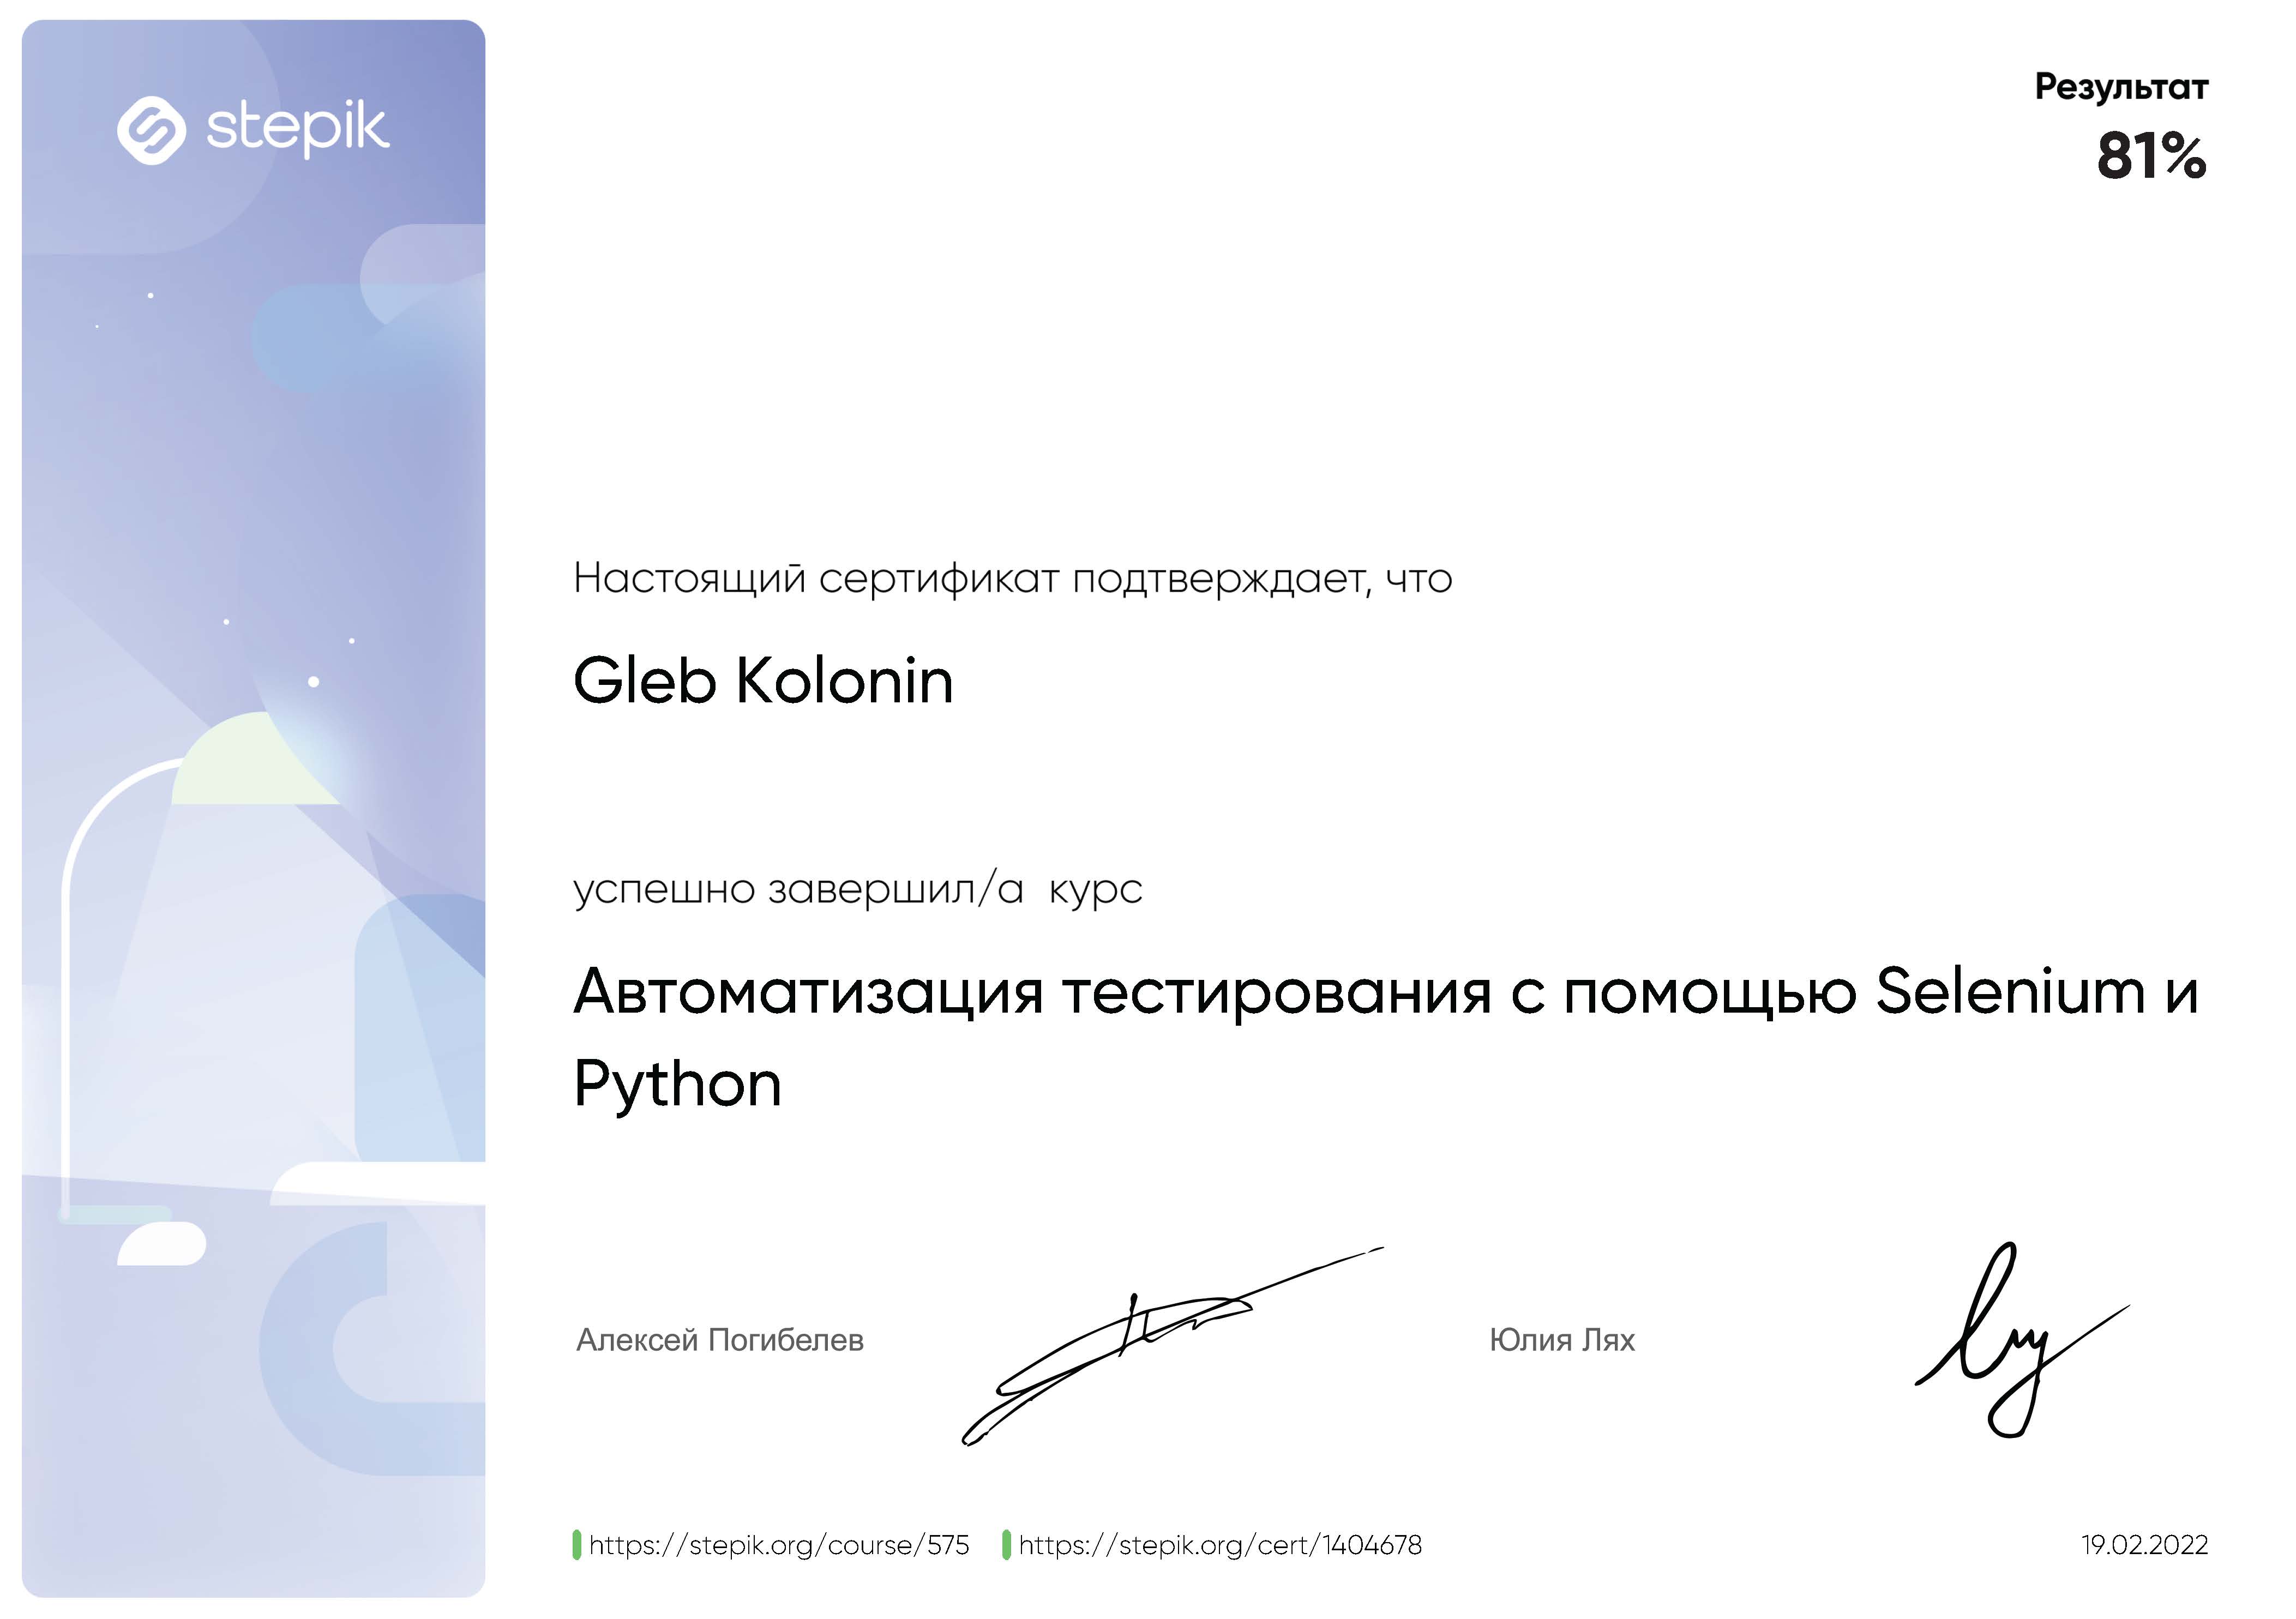 stepik
Результат
81%
Настоящий сертификат подтверждает, что
Gleb Kolonin
успешно завершил/а курс
Автоматизация тестирования с помощью Selenium и
Python
Алексей Погибелев
Юлия Лях
https://stepik.org/course/575
https://stepik.org/cert/1404678
19.02.2022